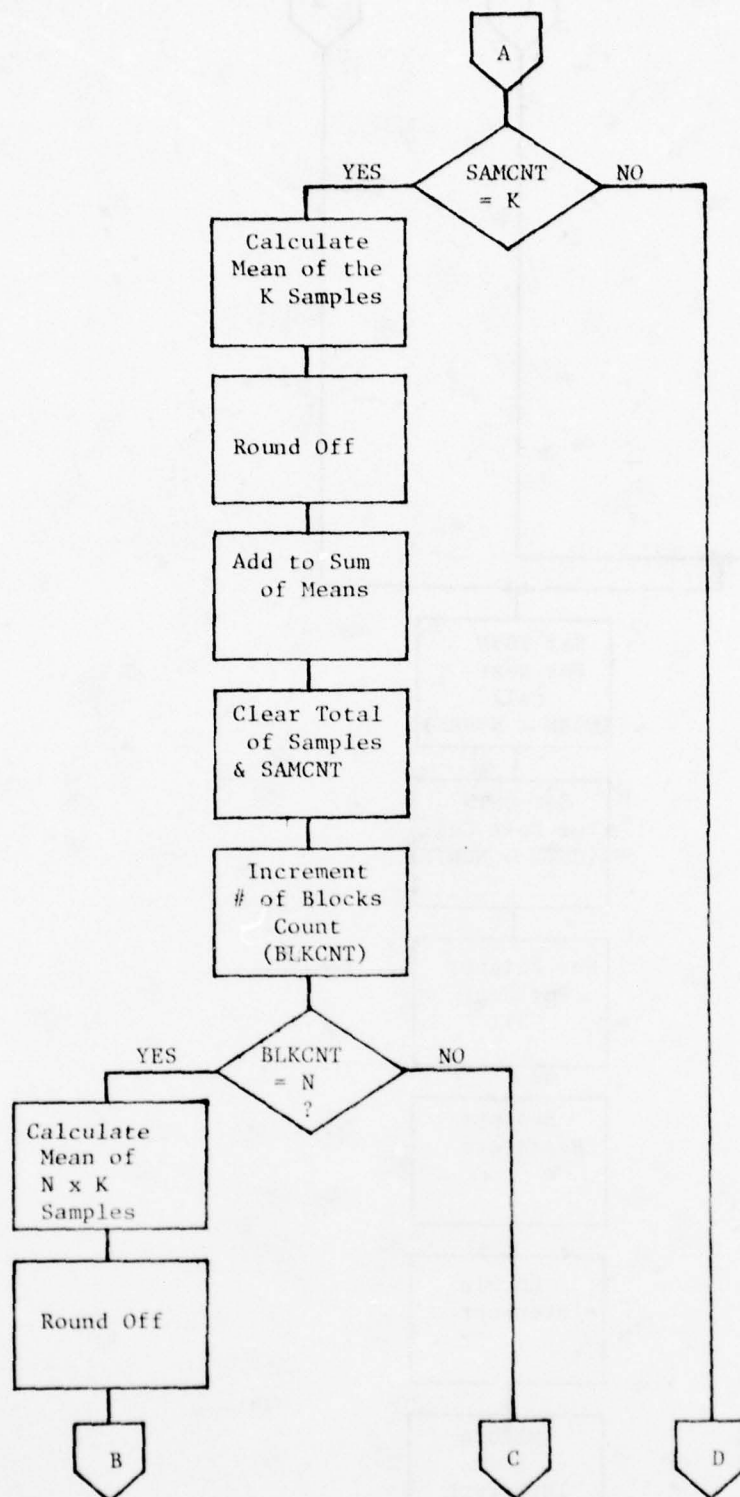 A
YES
SAMCNT
= K
NO
Calculate
Mean of the
K Samples
Round Off
Add to Sum
of Means
Clear Total
of Samples
& SAMCNT
Increment
# of Blocks
Count
(BLKCNT)
YES
BLKCNT
= N
?
NO
Calculate
Mean of
N x K
Samples
Round Off
B
C
D